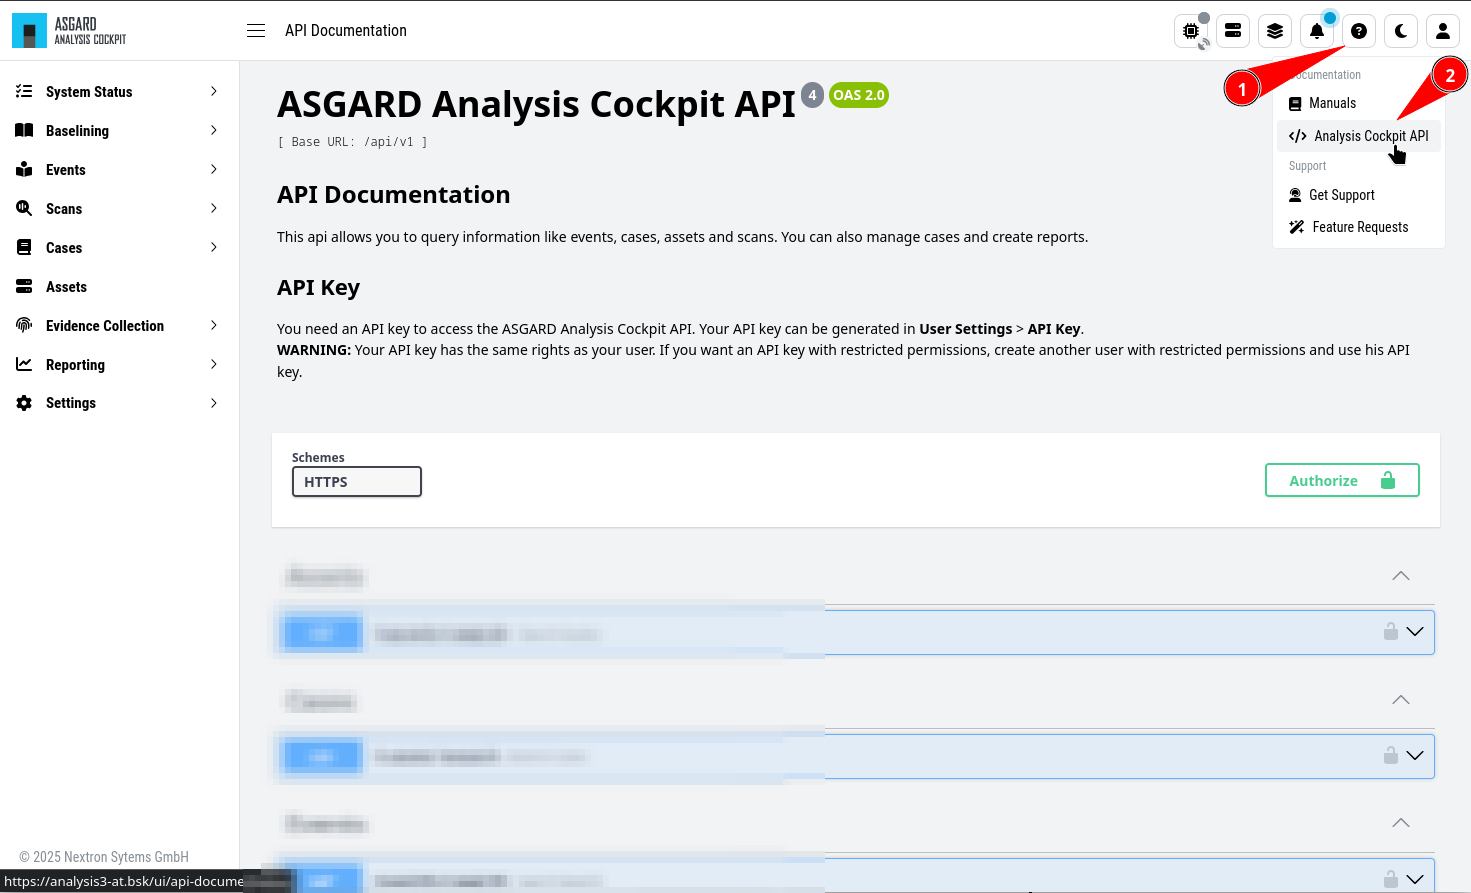 ASGARD
ANALYSIS COCKPIT
API Documentation
System Status
Baselining
Events
Scans
Cases
Assets
Evidence Collection
Reporting
Settings
© 2025 Nextron Sytems GmbH
https://analysis3-at.bsk/ui/api-docume
1
2
Manuals
Analysis Cockpit API
Support
Get Support
Feature Requests
ASGARD Analysis Cockpit API 4 OAS 2.0
[ Base URL: /api/v1 ]
API Documentation
This api allows you to query information like events, cases, assets and scans. You can also manage cases and create reports.
API Key
You need an API key to access the ASGARD Analysis Cockpit API. Your API key can be generated in User Settings > API Key.
WARNING: Your API key has the same rights as your user. If you want an API key with restricted permissions, create another user with restricted permissions and use his API
key.
Schemes
HTTPS
Authorize